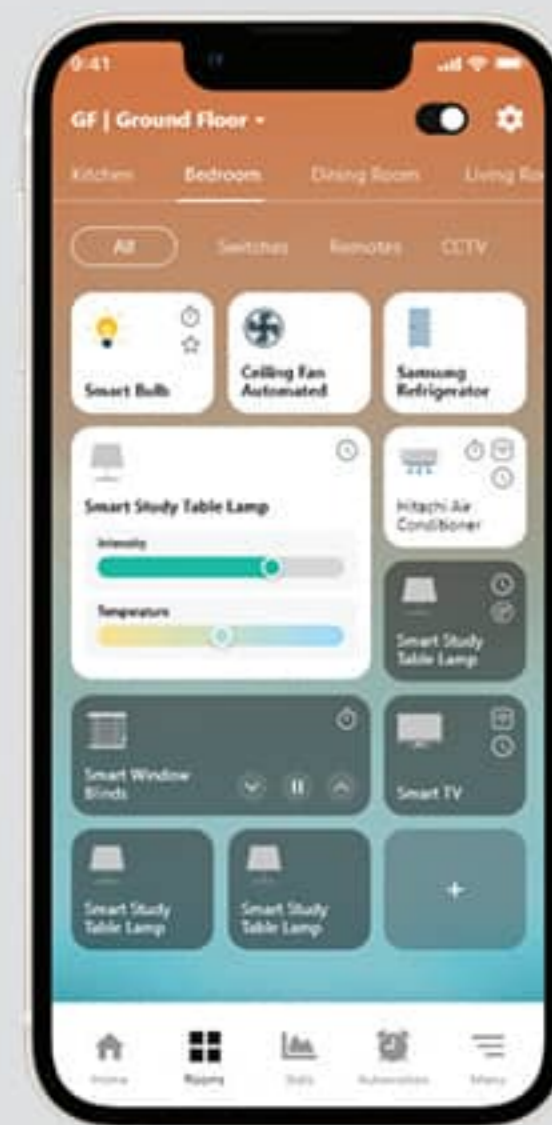 9:41
GF | Ground Floor
Kitchen Bedroom Dining Room Living Ro
All Switches Remotes CCTV
Smart Bulb
Ceiling Fan
Automated
Samsung
Refrigerator
Smart Study Table Lamp
Intensity
Temperature
Hitachi Air
Conditioner
Smart Study
Table Lamp
Smart Window
Blinds
Smart TV
Smart Study
Table Lamp
Smart Study
Table Lamp
+
Home Rooms Stats Automation Menu